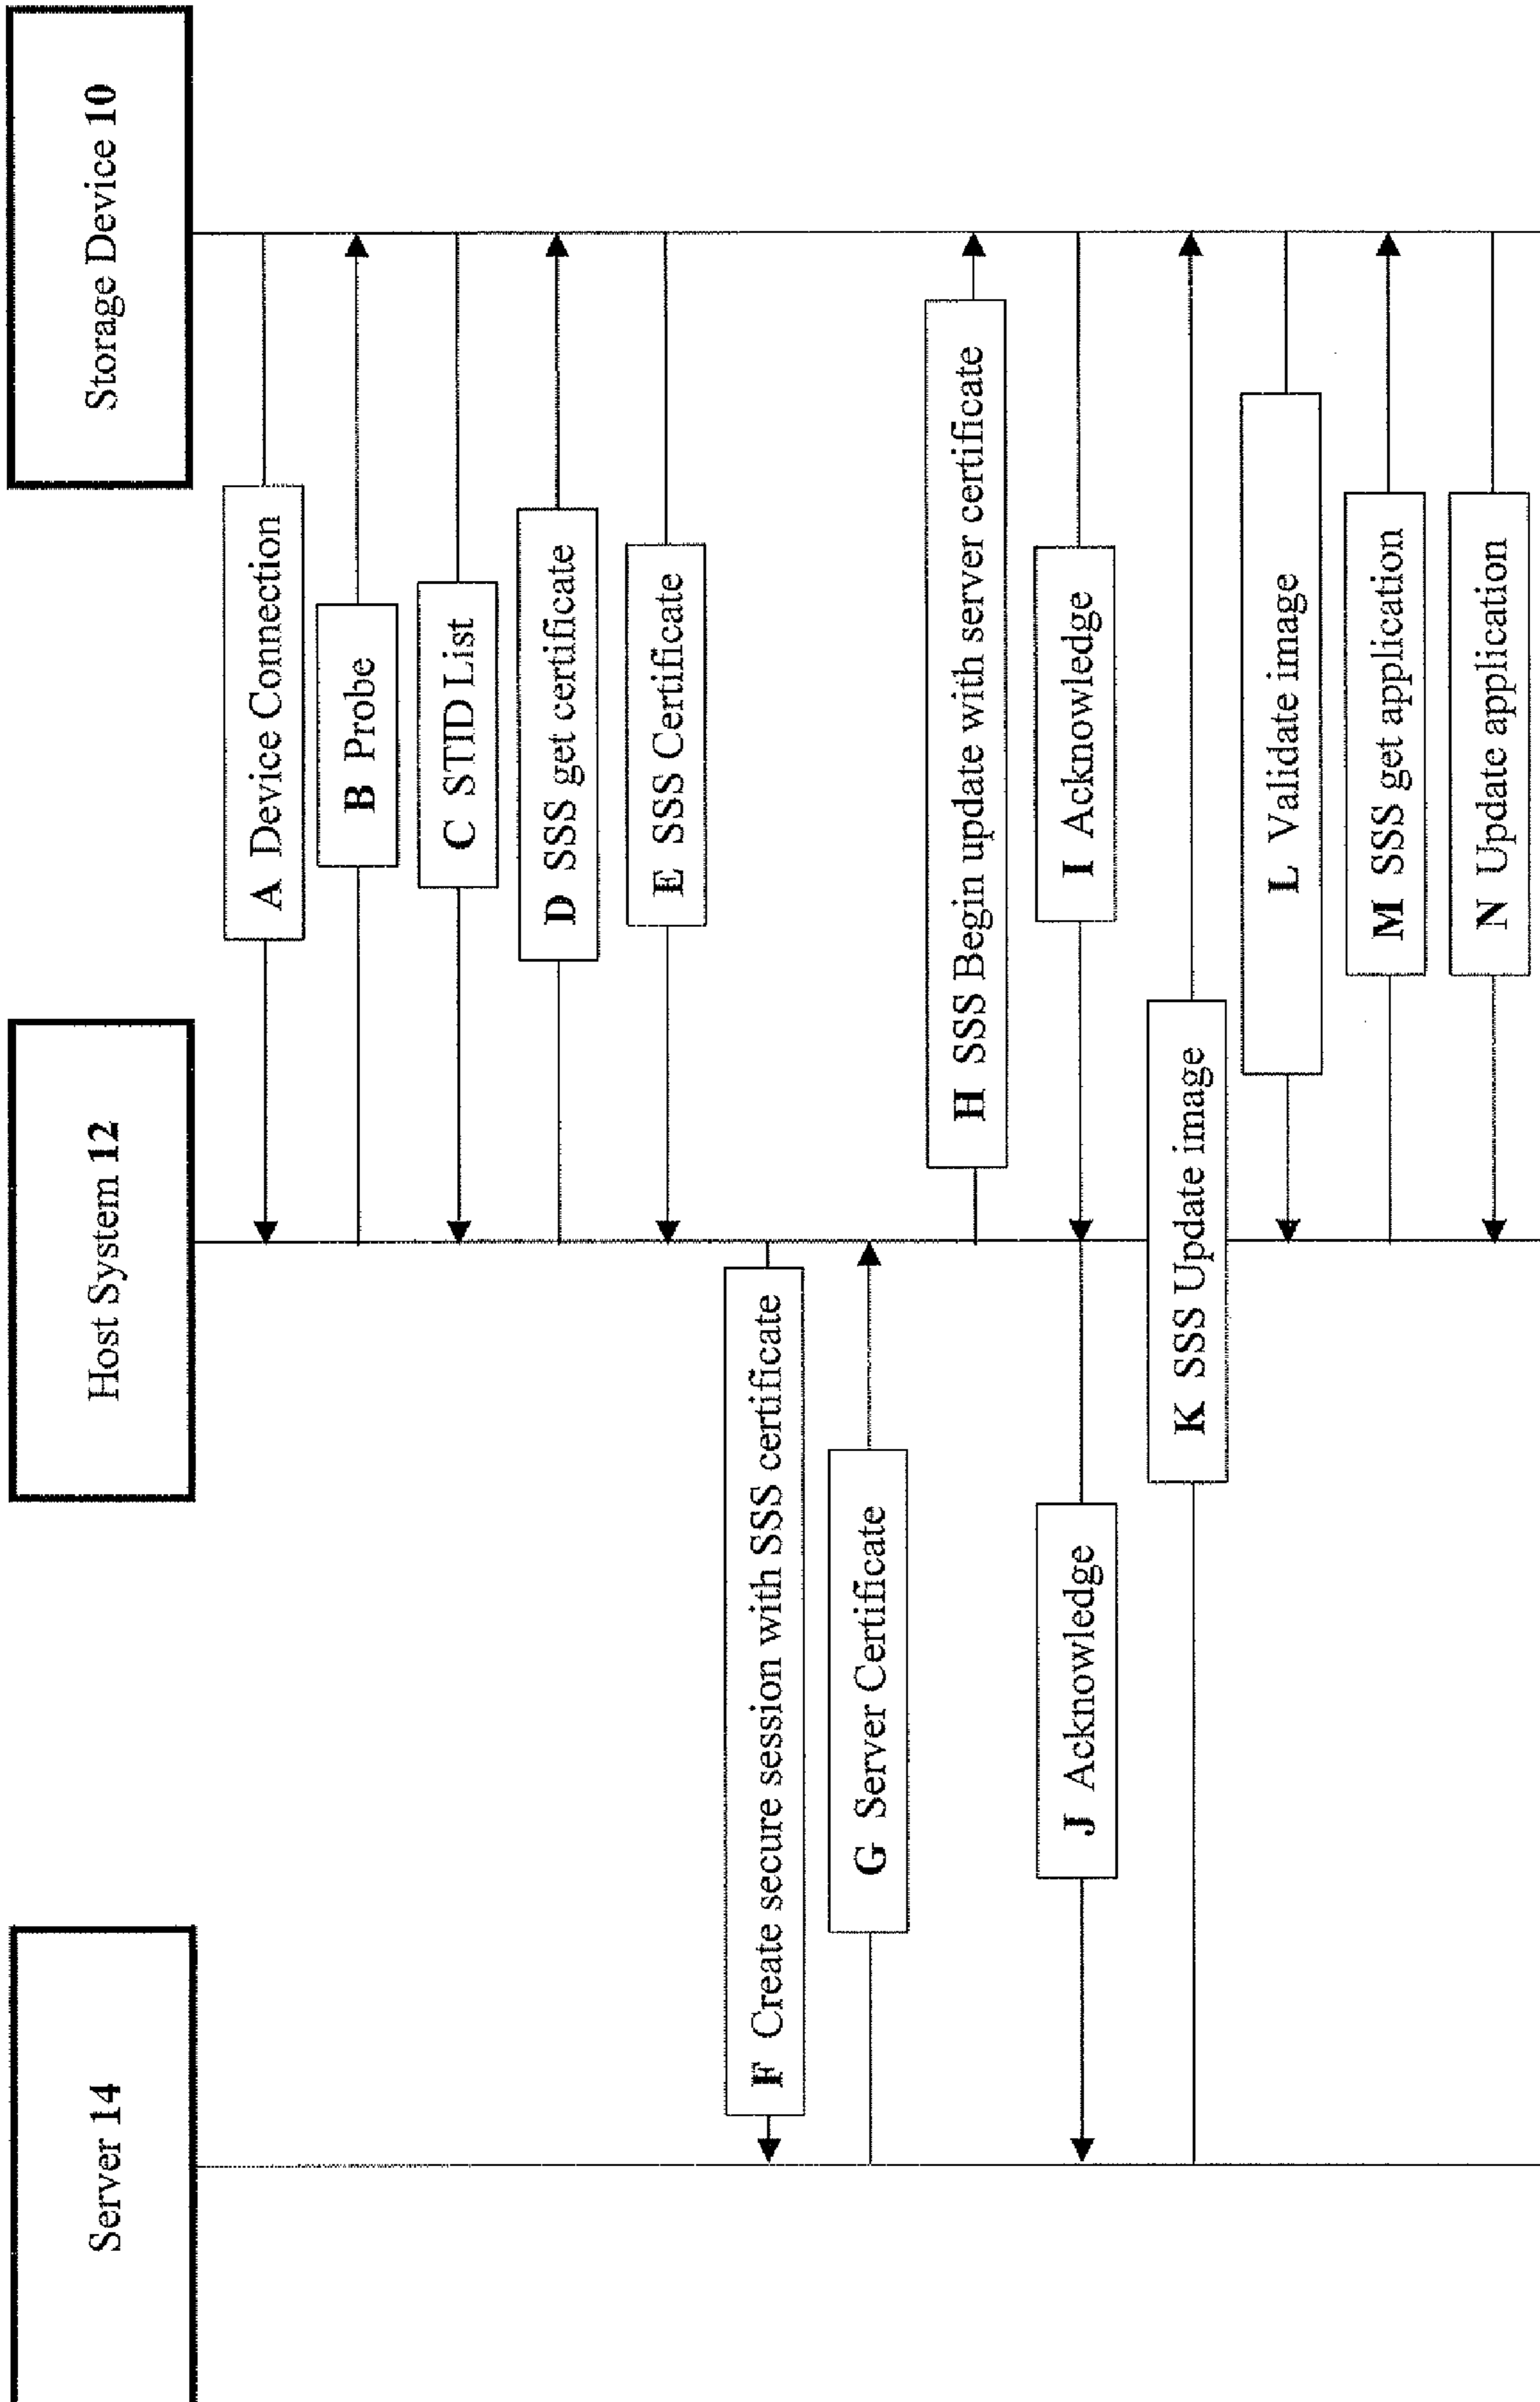 Server 14
Host System 12
Storage Device 10
A Device Connection
B Probe
C STID List
D SSS get certificate
E SSS Certificate
F Create secure session with SSS certificate
G Server Certificate
H SSS Begin update with server certificate
I Acknowledge
J Acknowledge
K SSS Update image
L Validate image
M SSS get application
N Update application